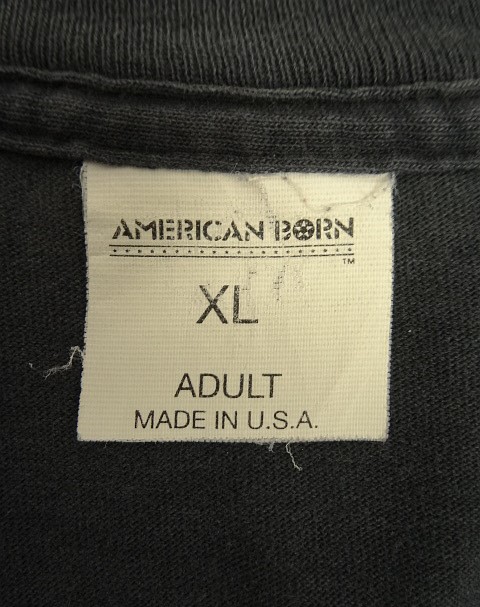 AMERICAN BORN
TM
XL
ADULT
MADE IN U.S.A.